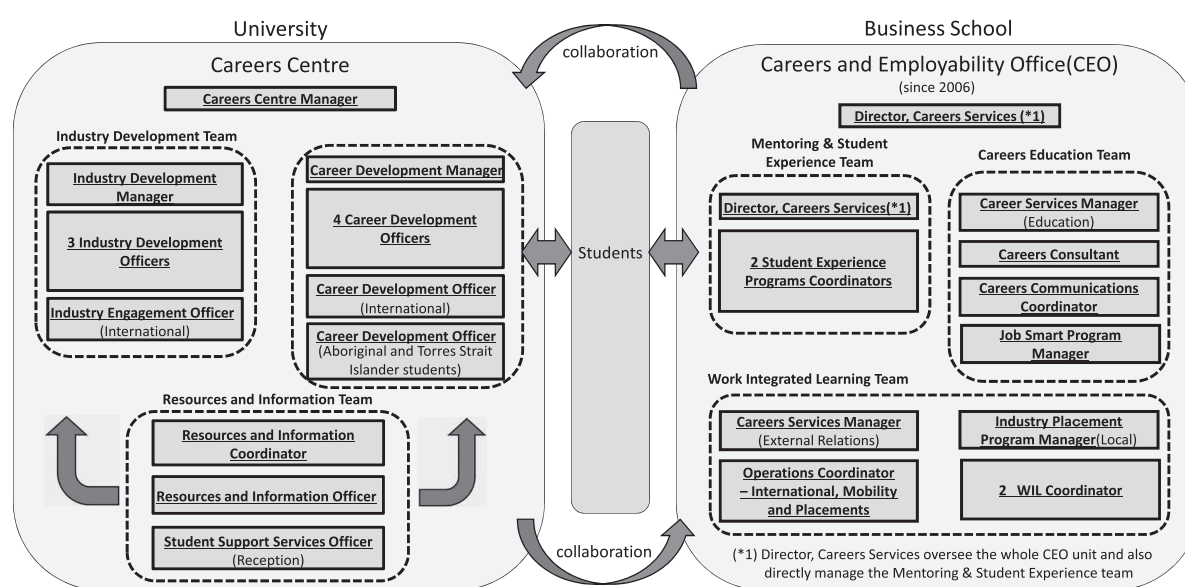 University
Careers Centre
Careers Centre Manager
Industry Development Team
Industry Development
Manager
3 Industry Development
Officers
Industry Engagement Officer
(International)
Career Development Manager
4 Career Development
Officers
Career Development Officer
(International)
Career Development Officer
(Aboriginal and Torres Strait
Islander students)
Resources and Information Team
Resources and Information
Coordinator
Resources and Information Officer
Student Support Services Officer
(Reception)
collaboration
Students
collaboration
Business School
Careers and Employability Office(CEO)
(since 2006)
Director, Careers Services (*1)
Mentoring & Student
Experience Team
Director, Careers Services(*1)
2 Student Experience
Programs Coordinators
Careers Education Team
Career Services Manager
(Education)
Careers Consultant
Careers Communications
Coordinator
Job Smart Program
Manager
Work Integrated Learning Team
Careers Services Manager
(External Relations)
Operations Coordinator
– International, Mobility
and Placements
Industry Placement
Program Manager(Local)
2 WIL Coordinator
(*1) Director, Careers Services oversee the whole CEO unit and also
directly manage the Mentoring & Student Experience team